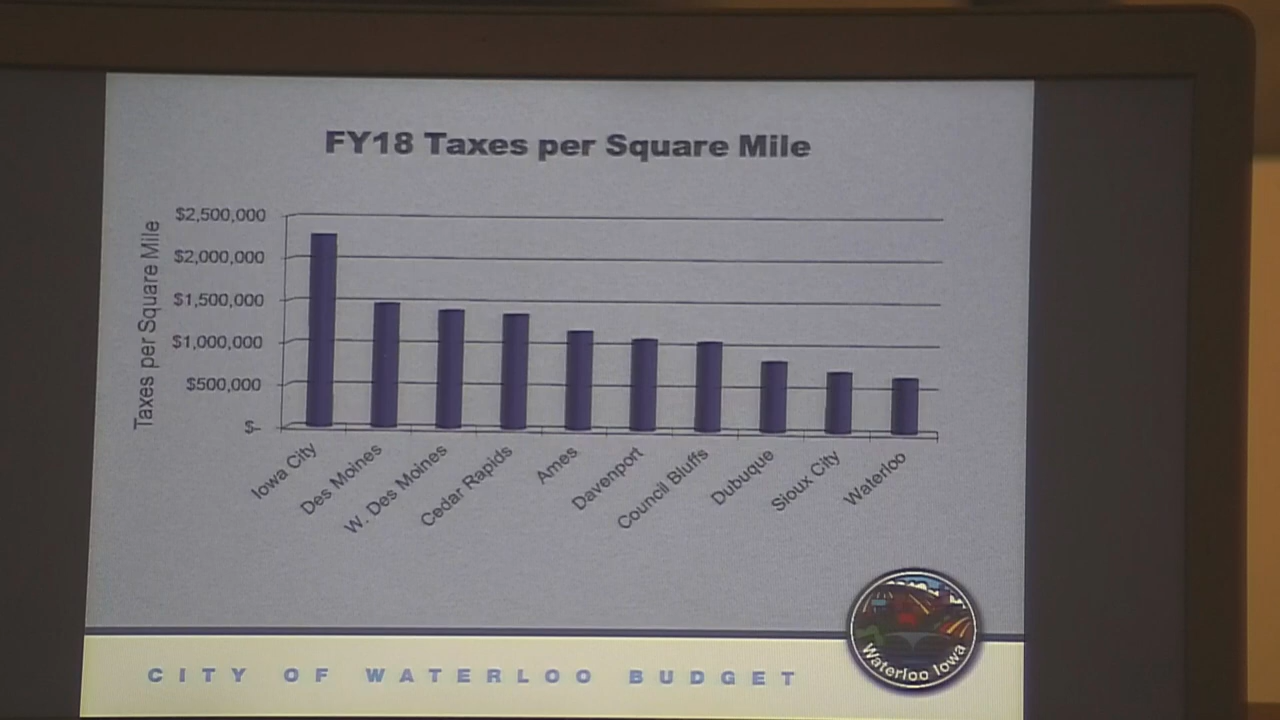 FY18 Taxes per Square Mile
Taxes per Square Mile
$2,500,000
$2,000,000
$1,500,000
$1,000,000
$500,000
$-
Iowa City
Des Moines
W. Des Moines
Cedar Rapids
Ames
Davenport
Council Bluffs
Dubuque
Sioux City
Waterloo
Waterloo Iowa
CITY OF WATERLOO BUDGET